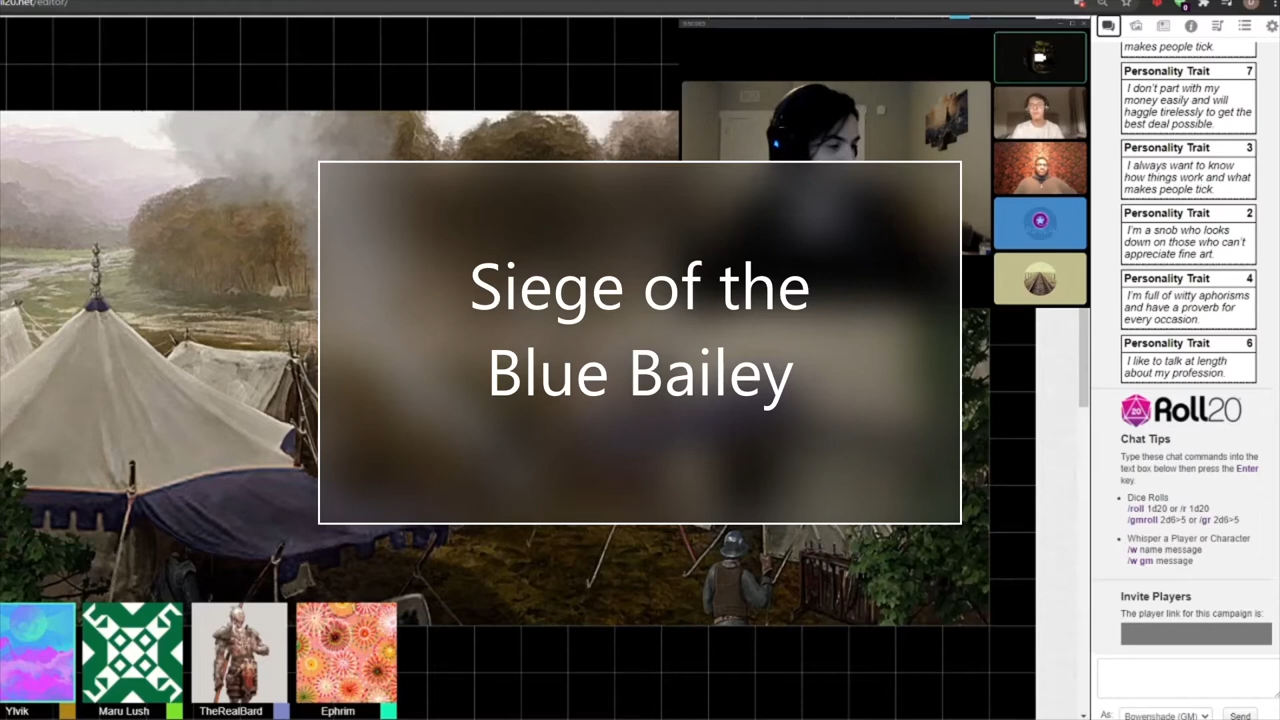 ll20.net/editor/
DISCORD
Siege of the
Blue Bailey
makes people tick.
Personality Trait 7
I don't part with my
money easily and will
haggle tirelessly to get the
best deal possible.
Personality Trait 3
I always want to know
how things work and what
makes people tick.
Personality Trait 2
I'm a snob who looks
down on those who can't
appreciate fine art.
Personality Trait 4
I'm full of witty aphorisms
and have a proverb for
every occasion.
Personality Trait 6
I like to talk at length
about my profession.
20 Roll20
Chat Tips
Type these chat commands into the
text box below then press the Enter
key.
Dice Rolls
/roll 1d20 or /r 1d20
/gmroll 2d6>5 or /gr 2d6>5
Whisper a Player or Character
/w name message
/w gm message
Invite Players
The player link for this campaign is:
As: Bowenshade (GM) Send
Ylvik
Maru Lush
TheRealBard
Ephrim